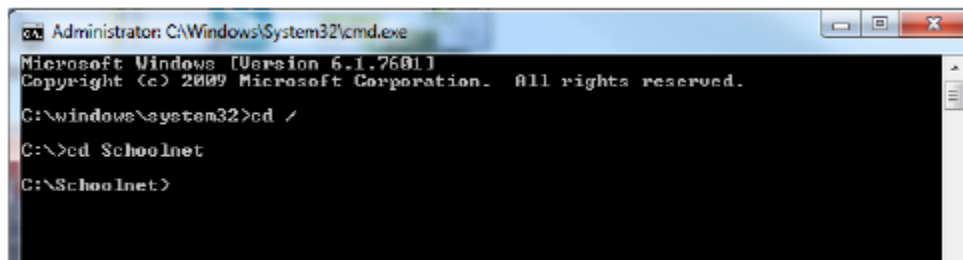 Administrator: C:\Windows\System32\cmd.exe
Microsoft Windows [Version 6.1.7601]
Copyright (c) 2009 Microsoft Corporation.  All rights reserved.
C:\windows\system32>cd /
C:\>cd Schoolnet
C:\Schoolnet>